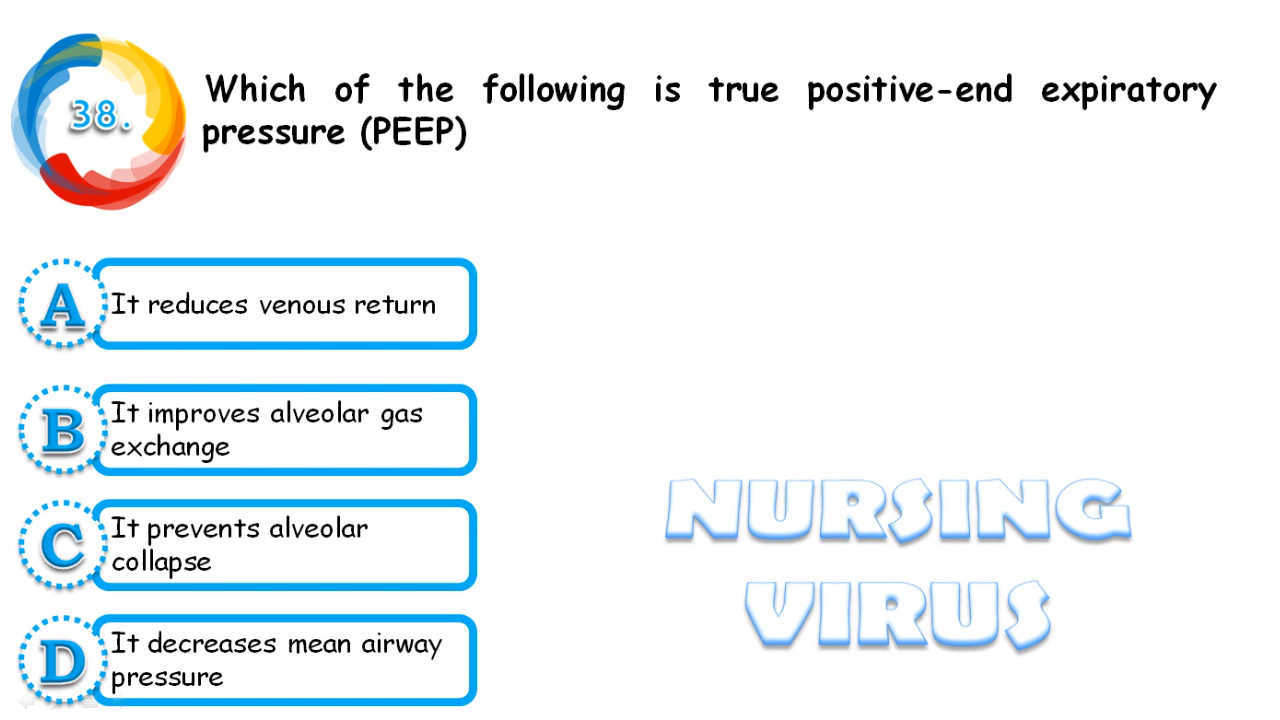 38.
Which of the following is true positive-end expiratory
pressure (PEEP)
A
It reduces venous return
B
It improves alveolar gas
exchange
C
It prevents alveolar
collapse
D
It decreases mean airway
pressure
NURSING
VIRUS